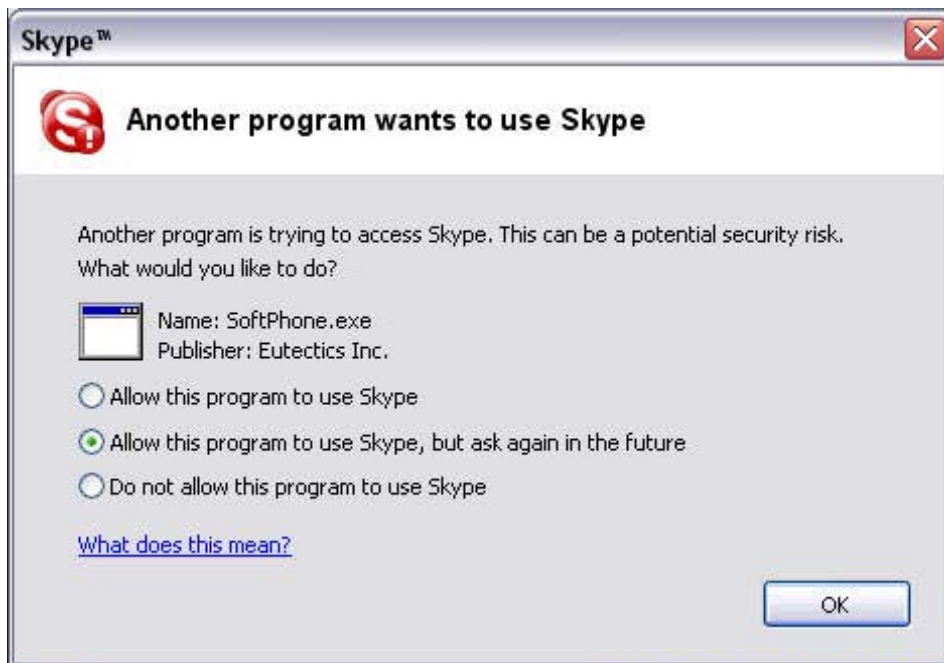 Skype™
Another program wants to use Skype
Another program is trying to access Skype. This can be a potential security risk.
What would you like to do?
Name: SoftPhone.exe
Publisher: Eutectics Inc.
Allow this program to use Skype
Allow this program to use Skype, but ask again in the future
Do not allow this program to use Skype
What does this mean?
OK